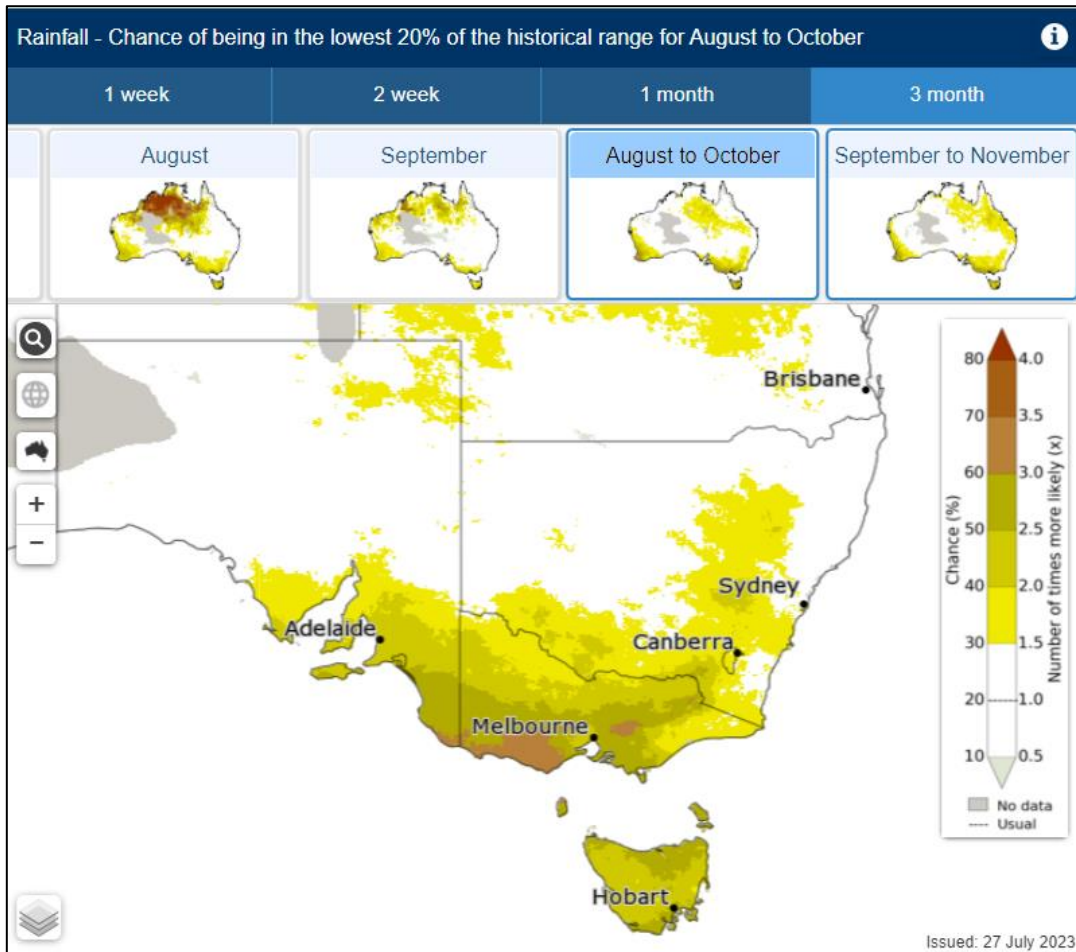 Rainfall - Chance of being in the lowest 20% of the historical range for August to October
i
1 week
2 week
1 month
3 month
August
September
August to October
September to November
Brisbane
Sydney
Adelaide
Canberra
Melbourne
Hobart
+
−
Chance (%)
Number of times more likely (x)
80 4.0
70 3.5
60 3.0
50 2.5
40 2.0
30 1.5
20 1.0
10 0.5
No data
---- Usual
Issued: 27 July 2023